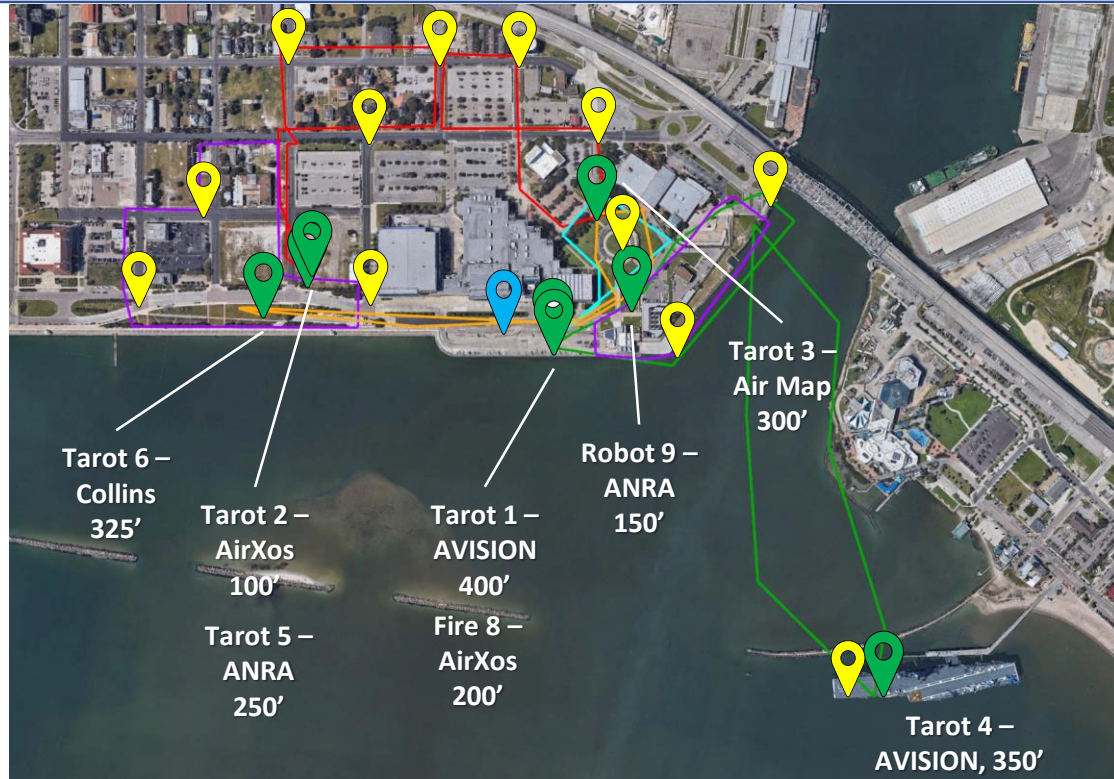 Tarot 3 –
Air Map
300’
Tarot 6 –
Collins
325’
Tarot 2 –
AirXos
100’
Tarot 5 –
ANRA
250’
Tarot 1 –
AVISION
400’
Fire 8 –
AirXos
200’
Robot 9 –
ANRA
150’
Tarot 4 –
AVISION, 350’